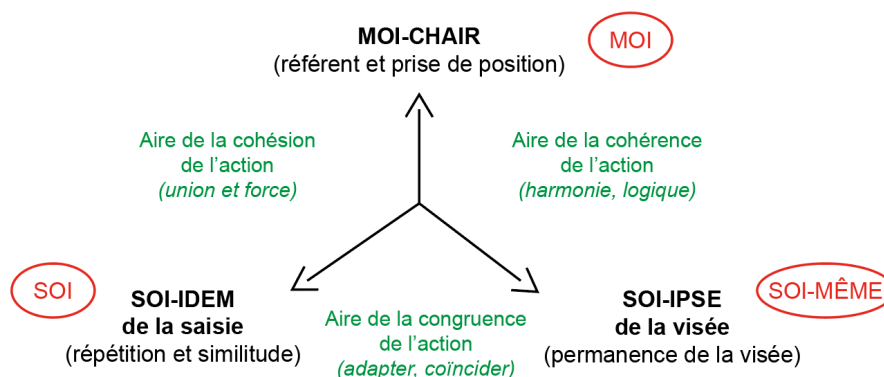 MOI-CHAIR
(référent et prise de position)
MOI
Aire de la cohésion
de l'action
(union et force)
Aire de la cohérence
de l'action
(harmonie, logique)
SOI
SOI-IDEM
de la saisie
(répétition et similitude)
Aire de la congruence
de l'action
(adapter, coïncider)
SOI-IPSE
de la visée
(permanence de la visée)
SOI-MÊME